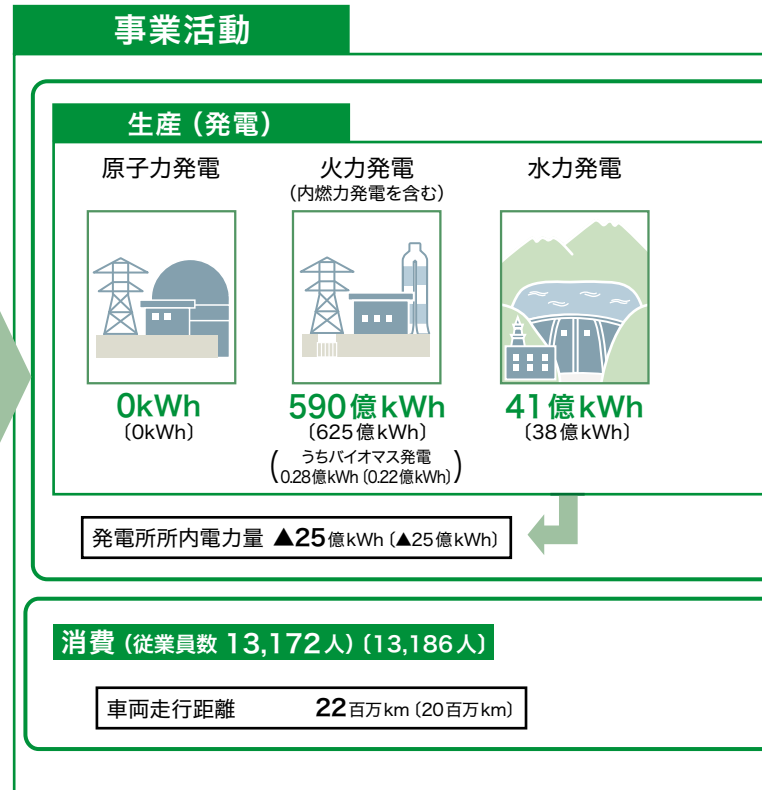 事業活動
生産（発電）
原子力発電
火力発電
（内燃力発電を含む）
水力発電
0kWh
〔0kWh〕
590億kWh
〔625億kWh〕
うちバイオマス発電
0.28億kWh〔0.22億kWh〕
41億kWh
〔38億kWh〕
発電所所内電力量 ▲25億kWh〔▲25億kWh〕
消費（従業員数 13,172人）〔13,186人〕
車両走行距離 22百万km〔20百万km〕